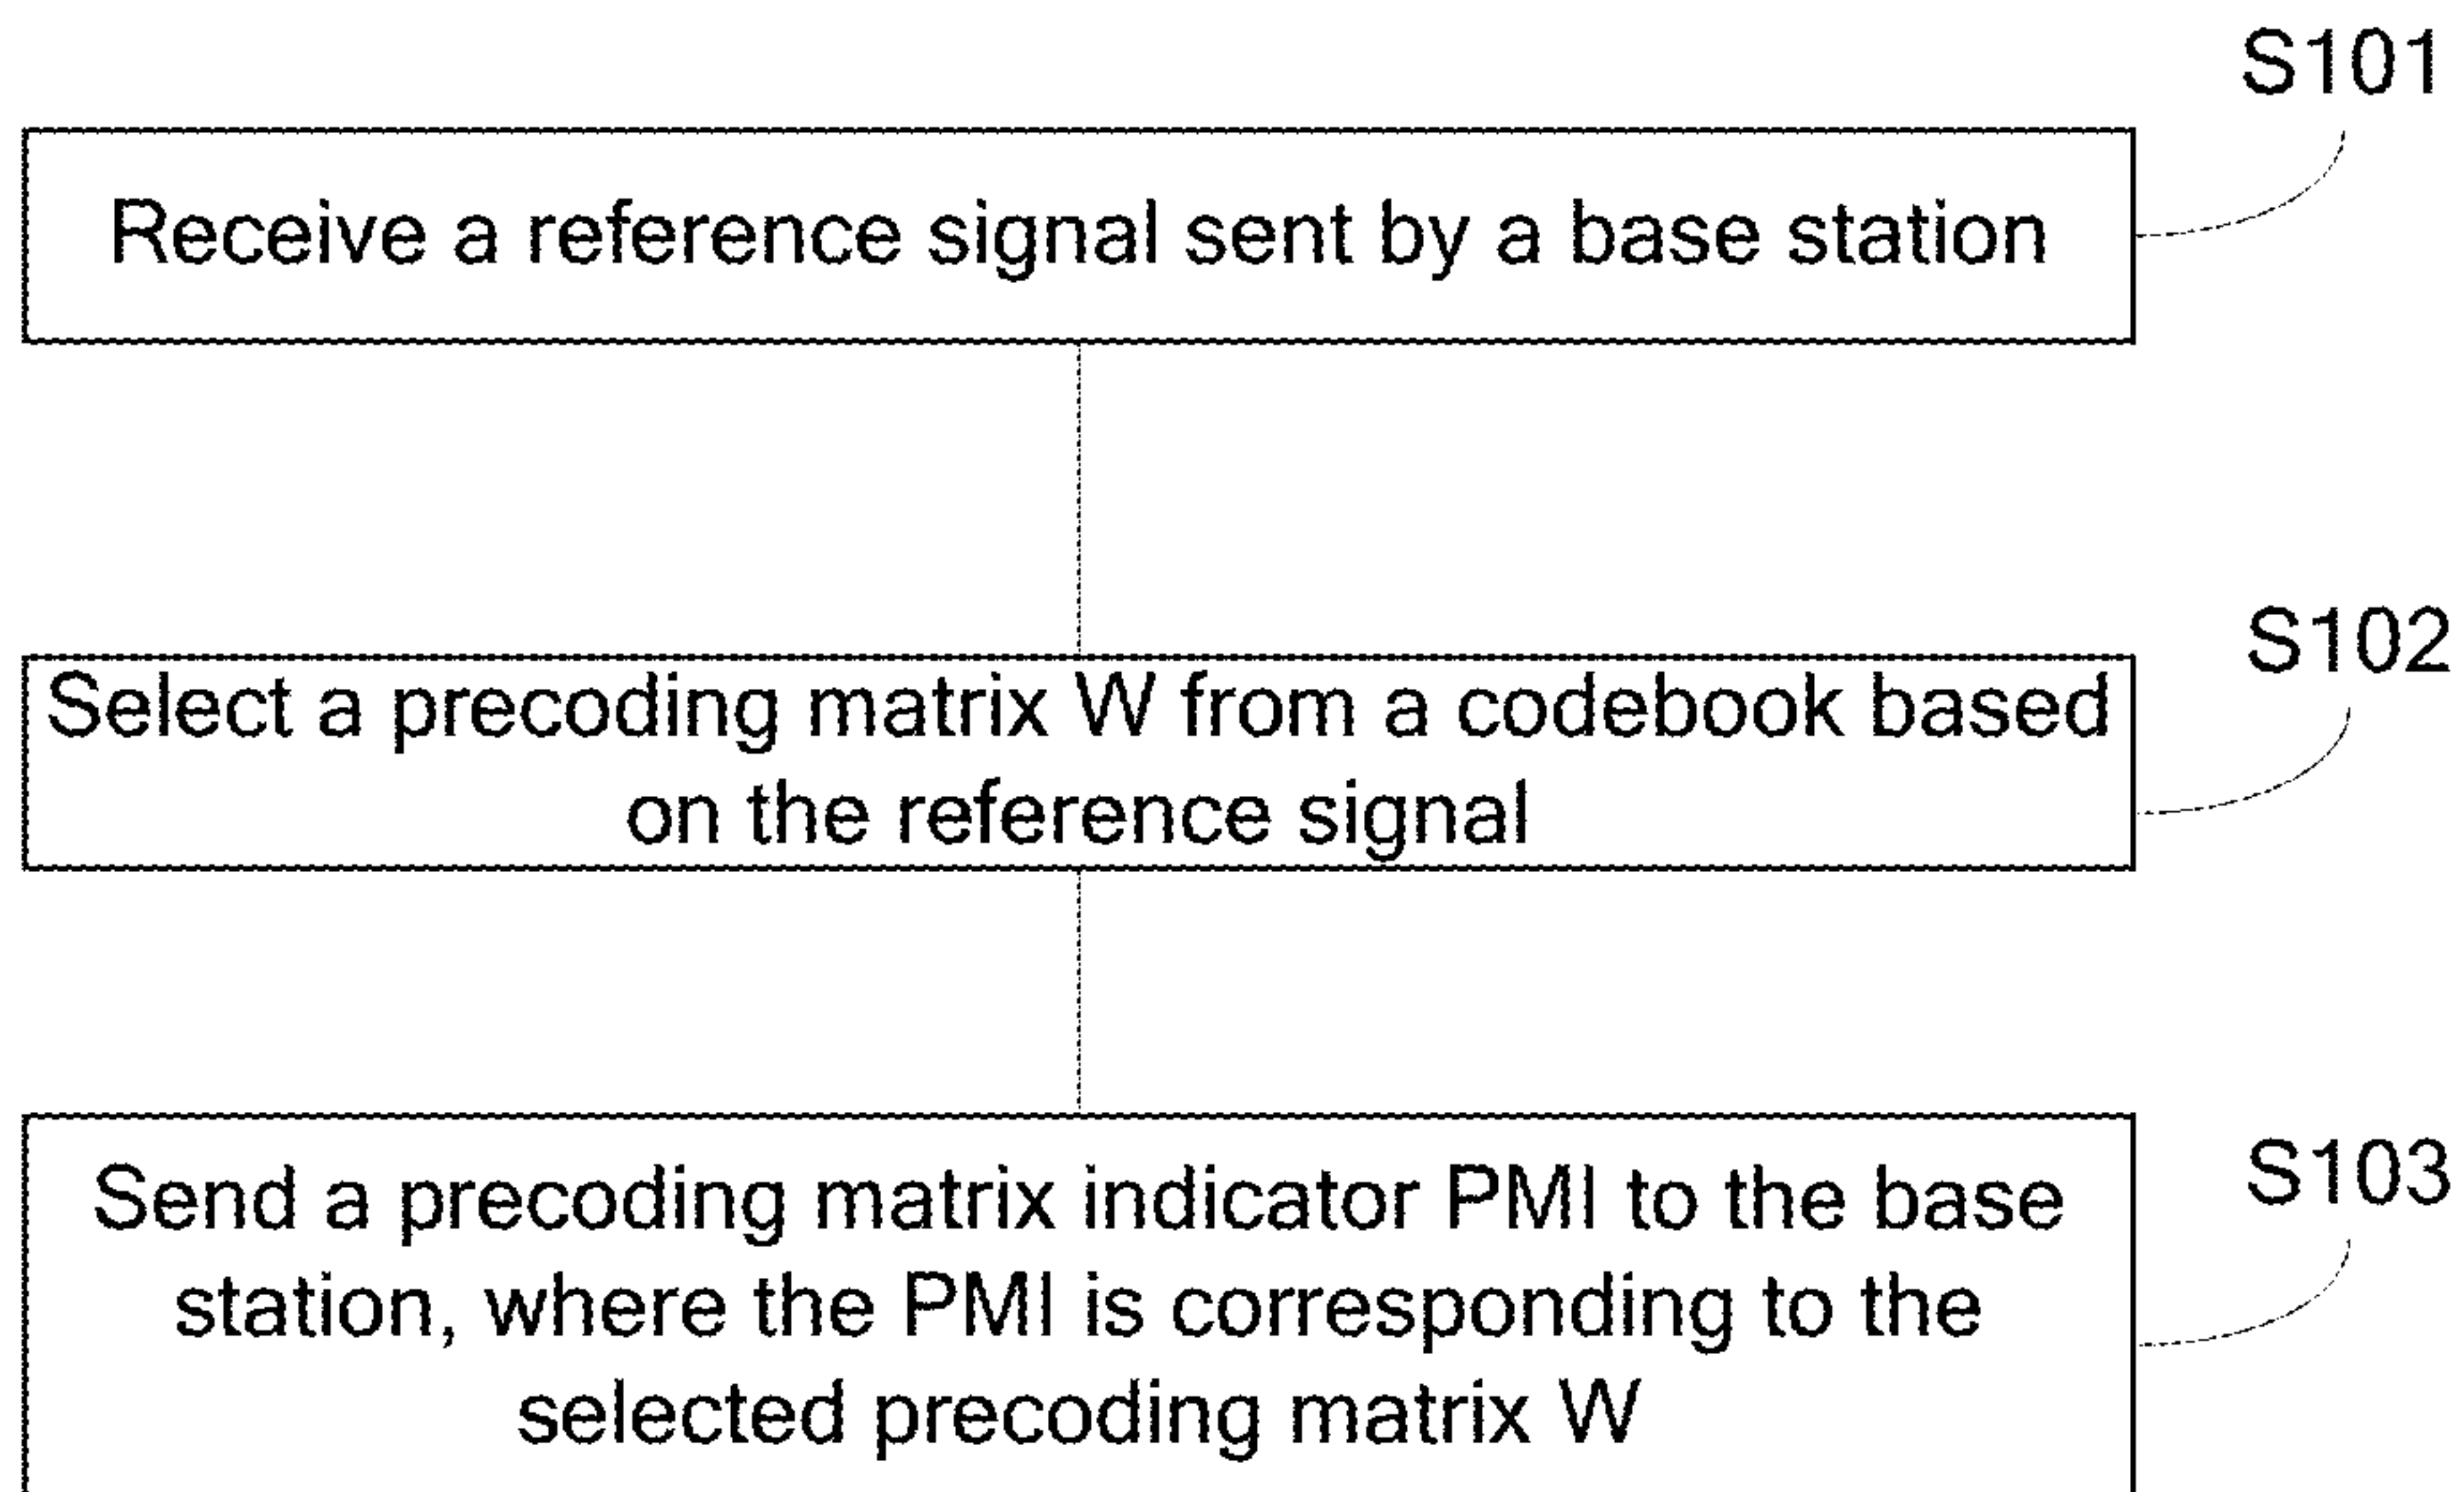 S101
Receive a reference signal sent by a base station
S102
Select a precoding matrix W from a codebook based
on the reference signal
S103
Send a precoding matrix indicator PMI to the base
station, where the PMI is corresponding to the
selected precoding matrix W